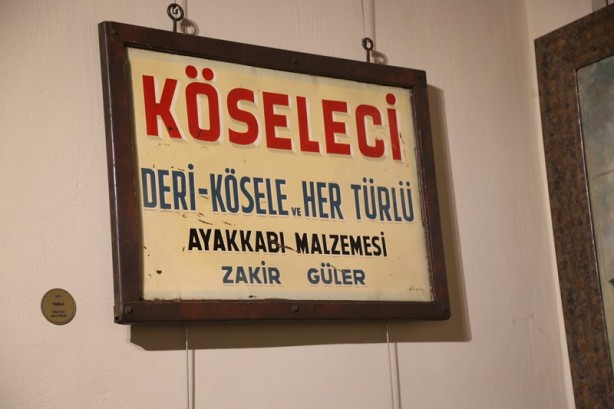 KÖSELECİ
DERİ-KÖSELE VE HER TÜRLÜ
AYAKKABI MALZEMESİ
ZAKİR GÜLER